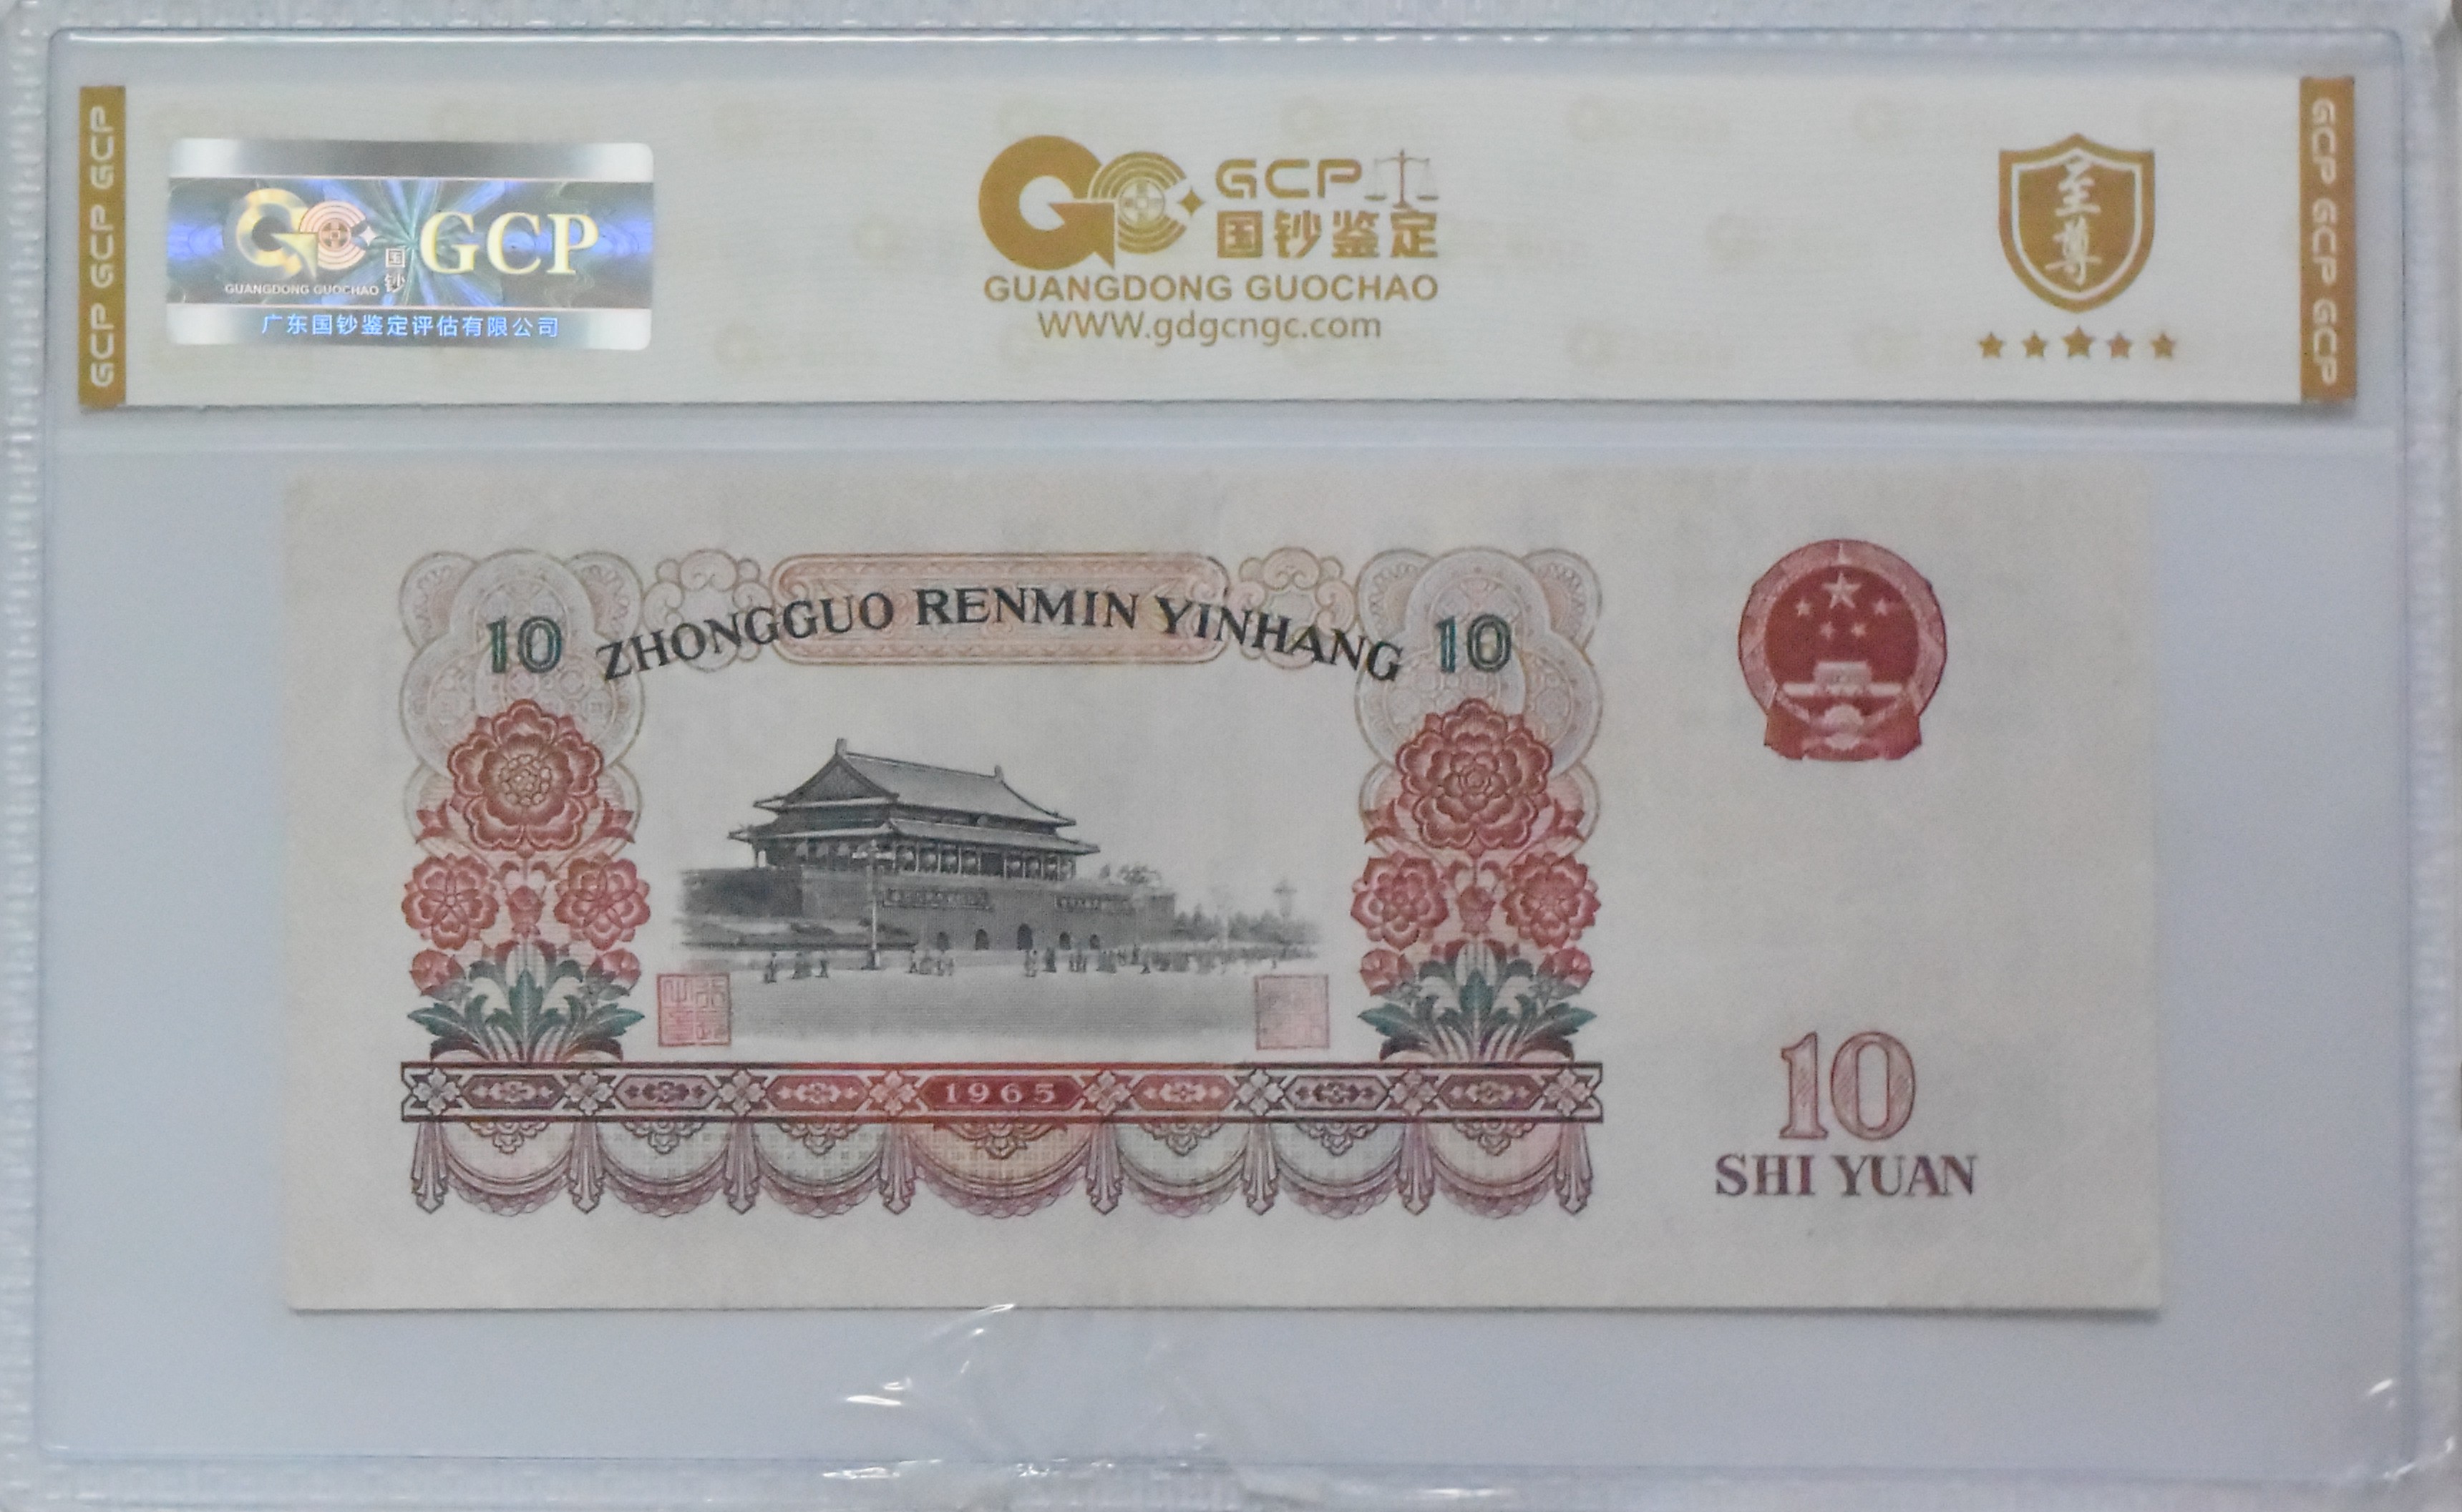 GCP GCP GCP
国钞
GCP
GUANGDONG GUOCHAO
广东国钞鉴定评估有限公司
GCP
国钞鉴定
GUANGDONG GUOCHAO
WWW.gdgcngc.com
至尊
GCP GCP GCP
10 ZHONGGUO RENMIN YINHANG 10
1965
10
SHI YUAN